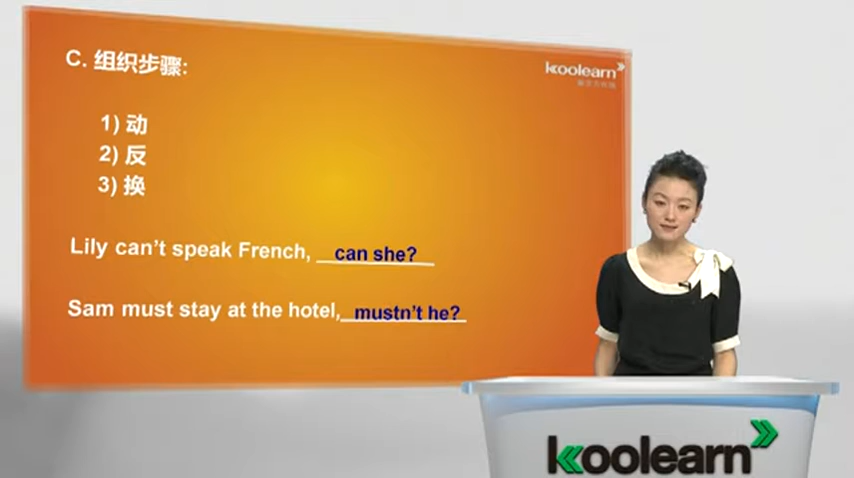 C. 组织步骤:
koolearn
1) 动
2) 反
3) 换
Lily can't speak French, can she?
Sam must stay at the hotel, mustn't he?
koolearn